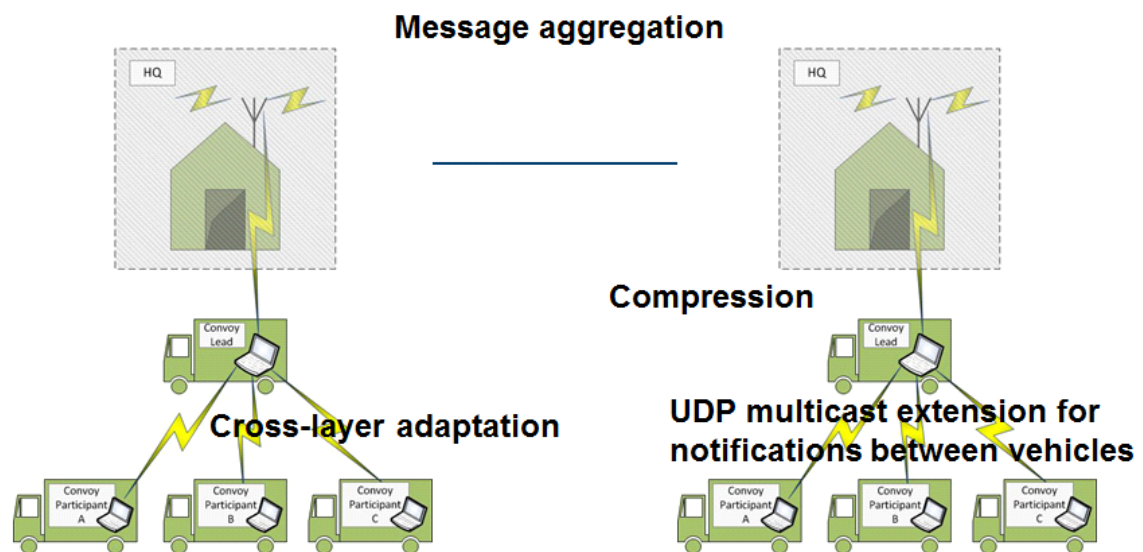 Message aggregation
HQ
HQ
Compression
Convoy
Lead
Convoy
Lead
Cross-layer adaptation
UDP multicast extension for
notifications between vehicles
Convoy
Participant
A
Convoy
Participant
B
Convoy
Participant
C
Convoy
Participant
A
Convoy
Participant
B
Convoy
Participant
C